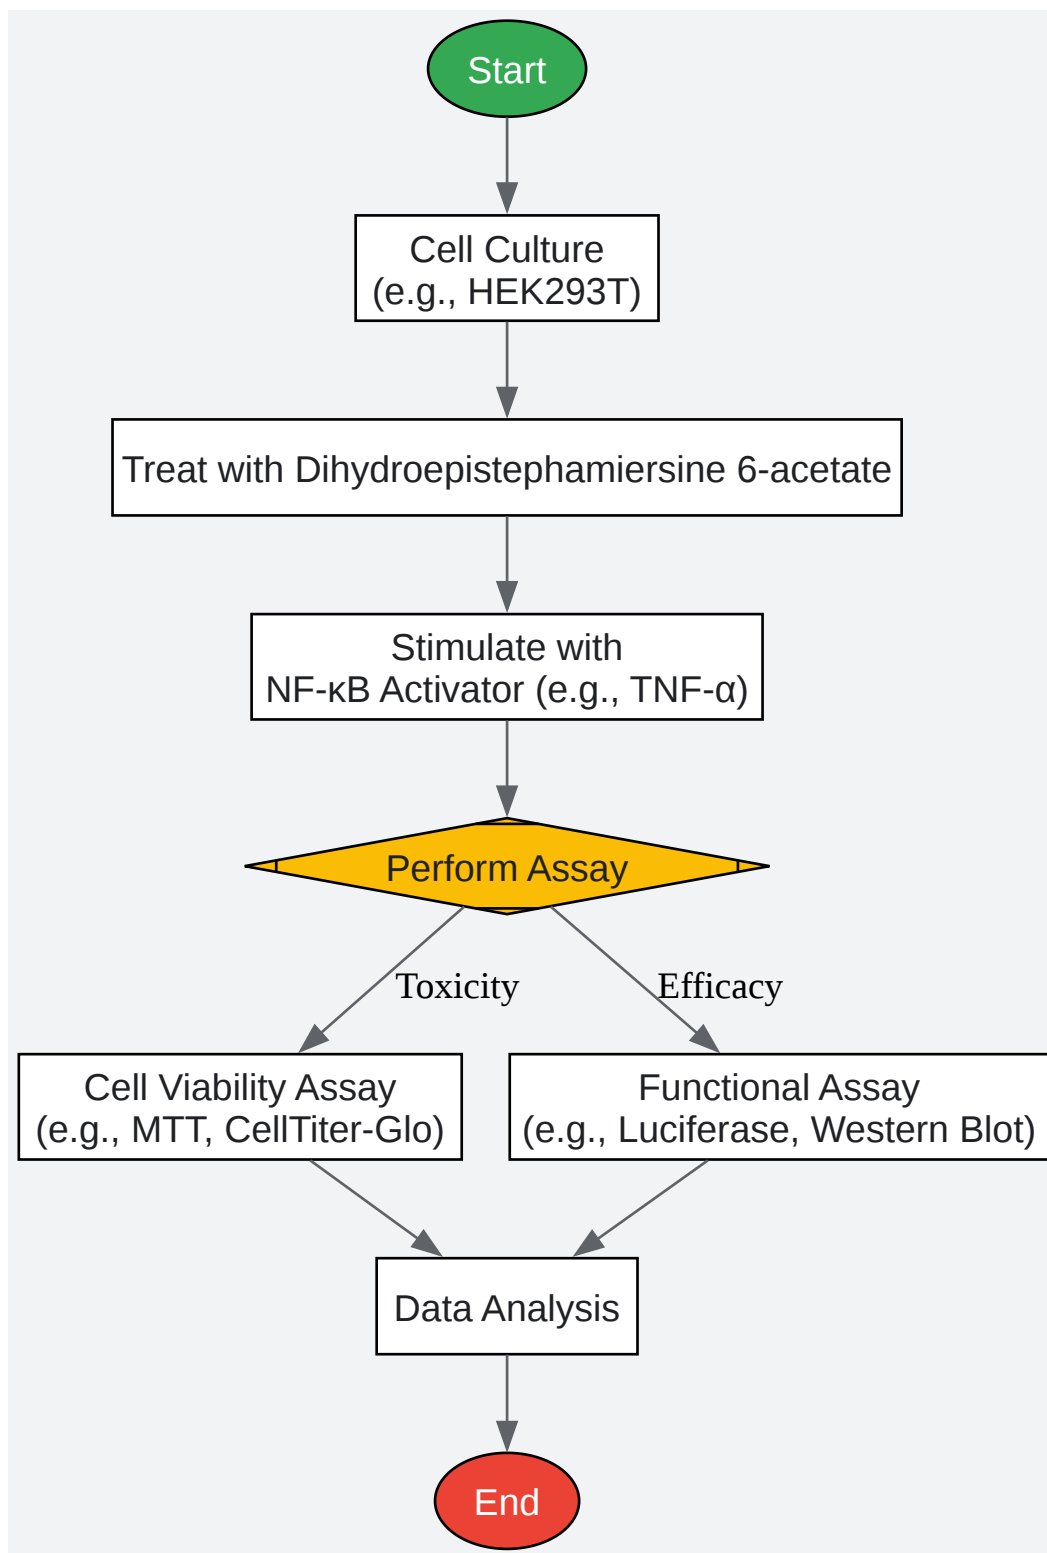 Start
Cell Culture
(e.g., HEK293T)
Treat with Dihydroepistephamiersine 6-acetate
Stimulate with
NF-κB Activator (e.g., TNF-α)
Perform Assay
Toxicity
Efficacy
Cell Viability Assay
(e.g., MTT, CellTiter-Glo)
Functional Assay
(e.g., Luciferase, Western Blot)
Data Analysis
End